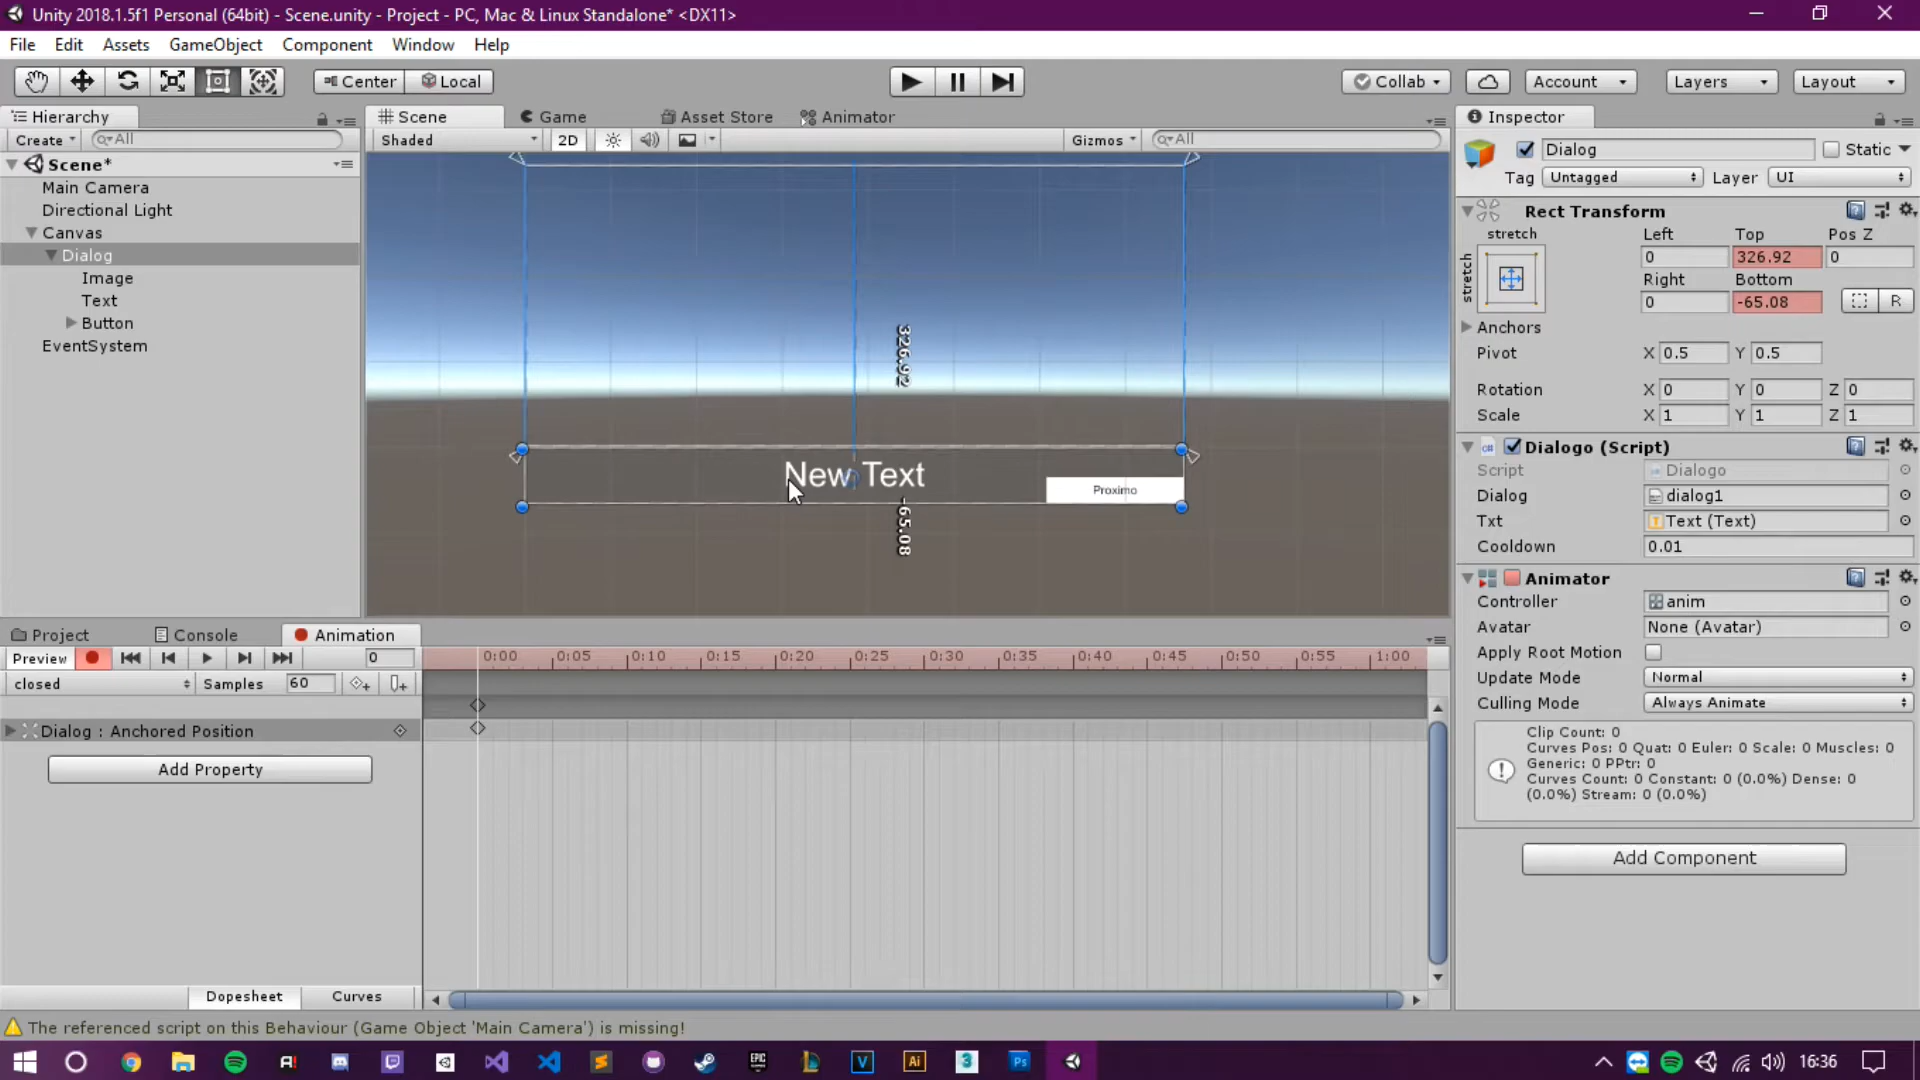 Unity 2018.1.5f1 Personal (64bit) - Scene.unity - Project - PC, Mac & Linux Standalone* <DX11>
File Edit Assets GameObject Component Window Help
Center Local Collab Account Layers Layout
Hierarchy
Create All
Scene*
Main Camera
Directional Light
Canvas
Dialog
Image
Text
Button
EventSystem
Scene Game Asset Store Animator
Shaded 2D Gizmos All
326.92
New Text
Proximo
-65.08
Inspector
Dialog Static
Tag Untagged Layer UI
Rect Transform
stretch
stretch
Left Top Pos Z
0 326.92 0
Right Bottom
0 -65.08 R
Anchors
Pivot X 0.5 Y 0.5
Rotation X 0 Y 0 Z 0
Scale X 1 Y 1 Z 1
Dialogo (Script)
Script Dialogo
Dialog dialog1
Txt Text (Text)
Cooldown 0.01
Animator
Controller anim
Avatar None (Avatar)
Apply Root Motion
Update Mode Normal
Culling Mode Always Animate
Clip Count: 0
Curves Pos: 0 Quat: 0 Euler: 0 Scale: 0 Muscles: 0
Generic: 0 PPtr: 0
Curves Count: 0 Constant: 0 (0.0%) Dense: 0
(0.0%) Stream: 0 (0.0%)
Add Component
Project Console Animation
Preview 0 0:00 0:05 0:10 0:15 0:20 0:25 0:30 0:35 0:40 0:45 0:50 0:55 1:00
closed Samples 60
Dialog : Anchored Position
Add Property
Dopesheet Curves
The referenced script on this Behaviour (Game Object 'Main Camera') is missing!
A! EPIC GAMES V Ai 3 Ps 16:36